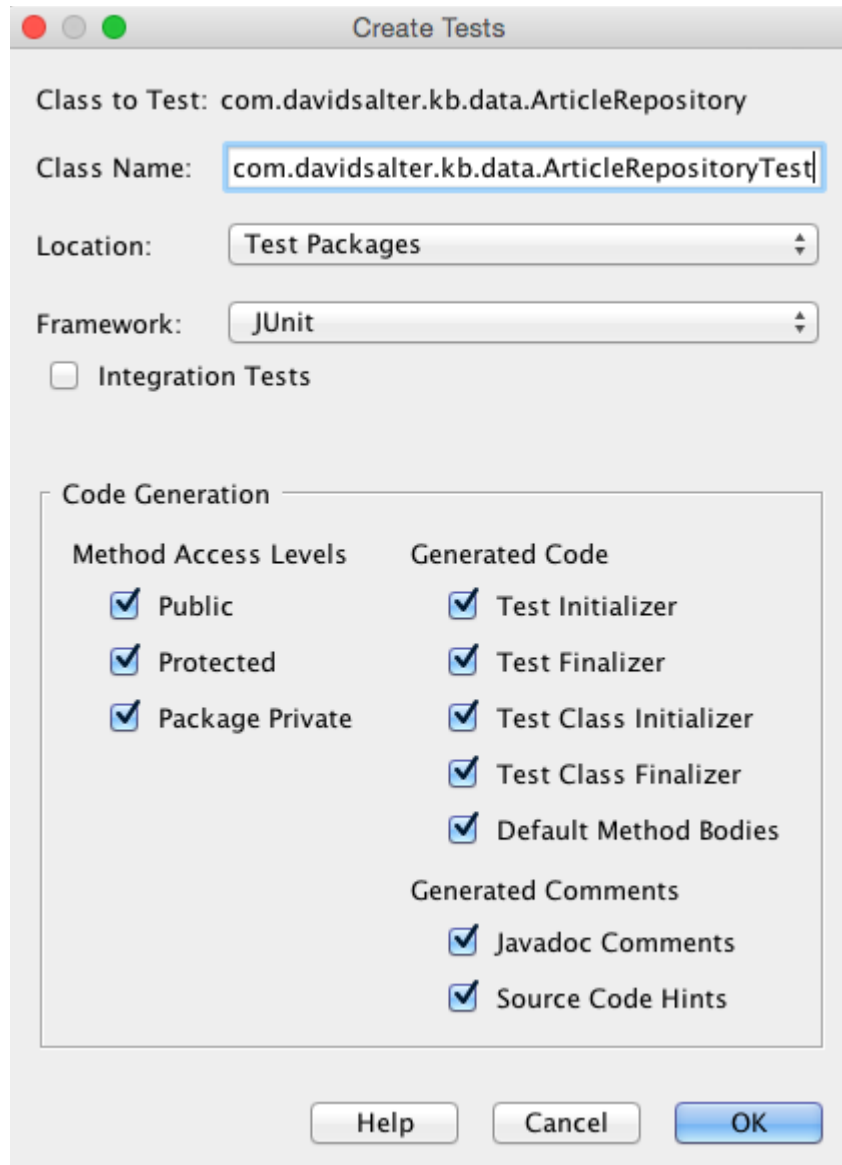 Create Tests
Class to Test: com.davidsalter.kb.data.ArticleRepository
Class Name: com.davidsalter.kb.data.ArticleRepositoryTest
Location: Test Packages
Framework: JUnit
Integration Tests
Code Generation
Method Access Levels
Public
Protected
Package Private
Generated Code
Test Initializer
Test Finalizer
Test Class Initializer
Test Class Finalizer
Default Method Bodies
Generated Comments
Javadoc Comments
Source Code Hints
Help Cancel OK